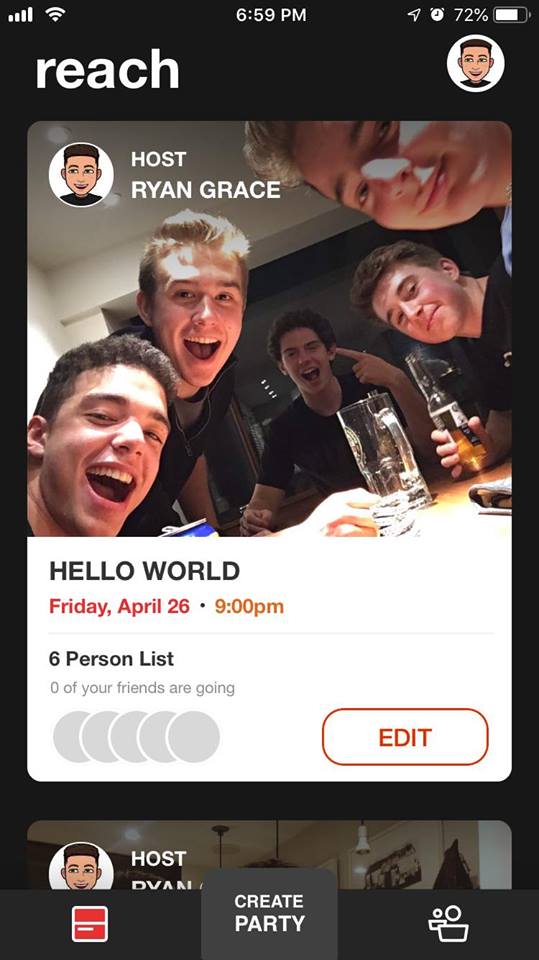 6:59 PM
72%
reach
HOST
RYAN GRACE
HELLO WORLD
Friday, April 26 • 9:00pm
6 Person List
0 of your friends are going
EDIT
HOST
RYAN
CREATE
PARTY